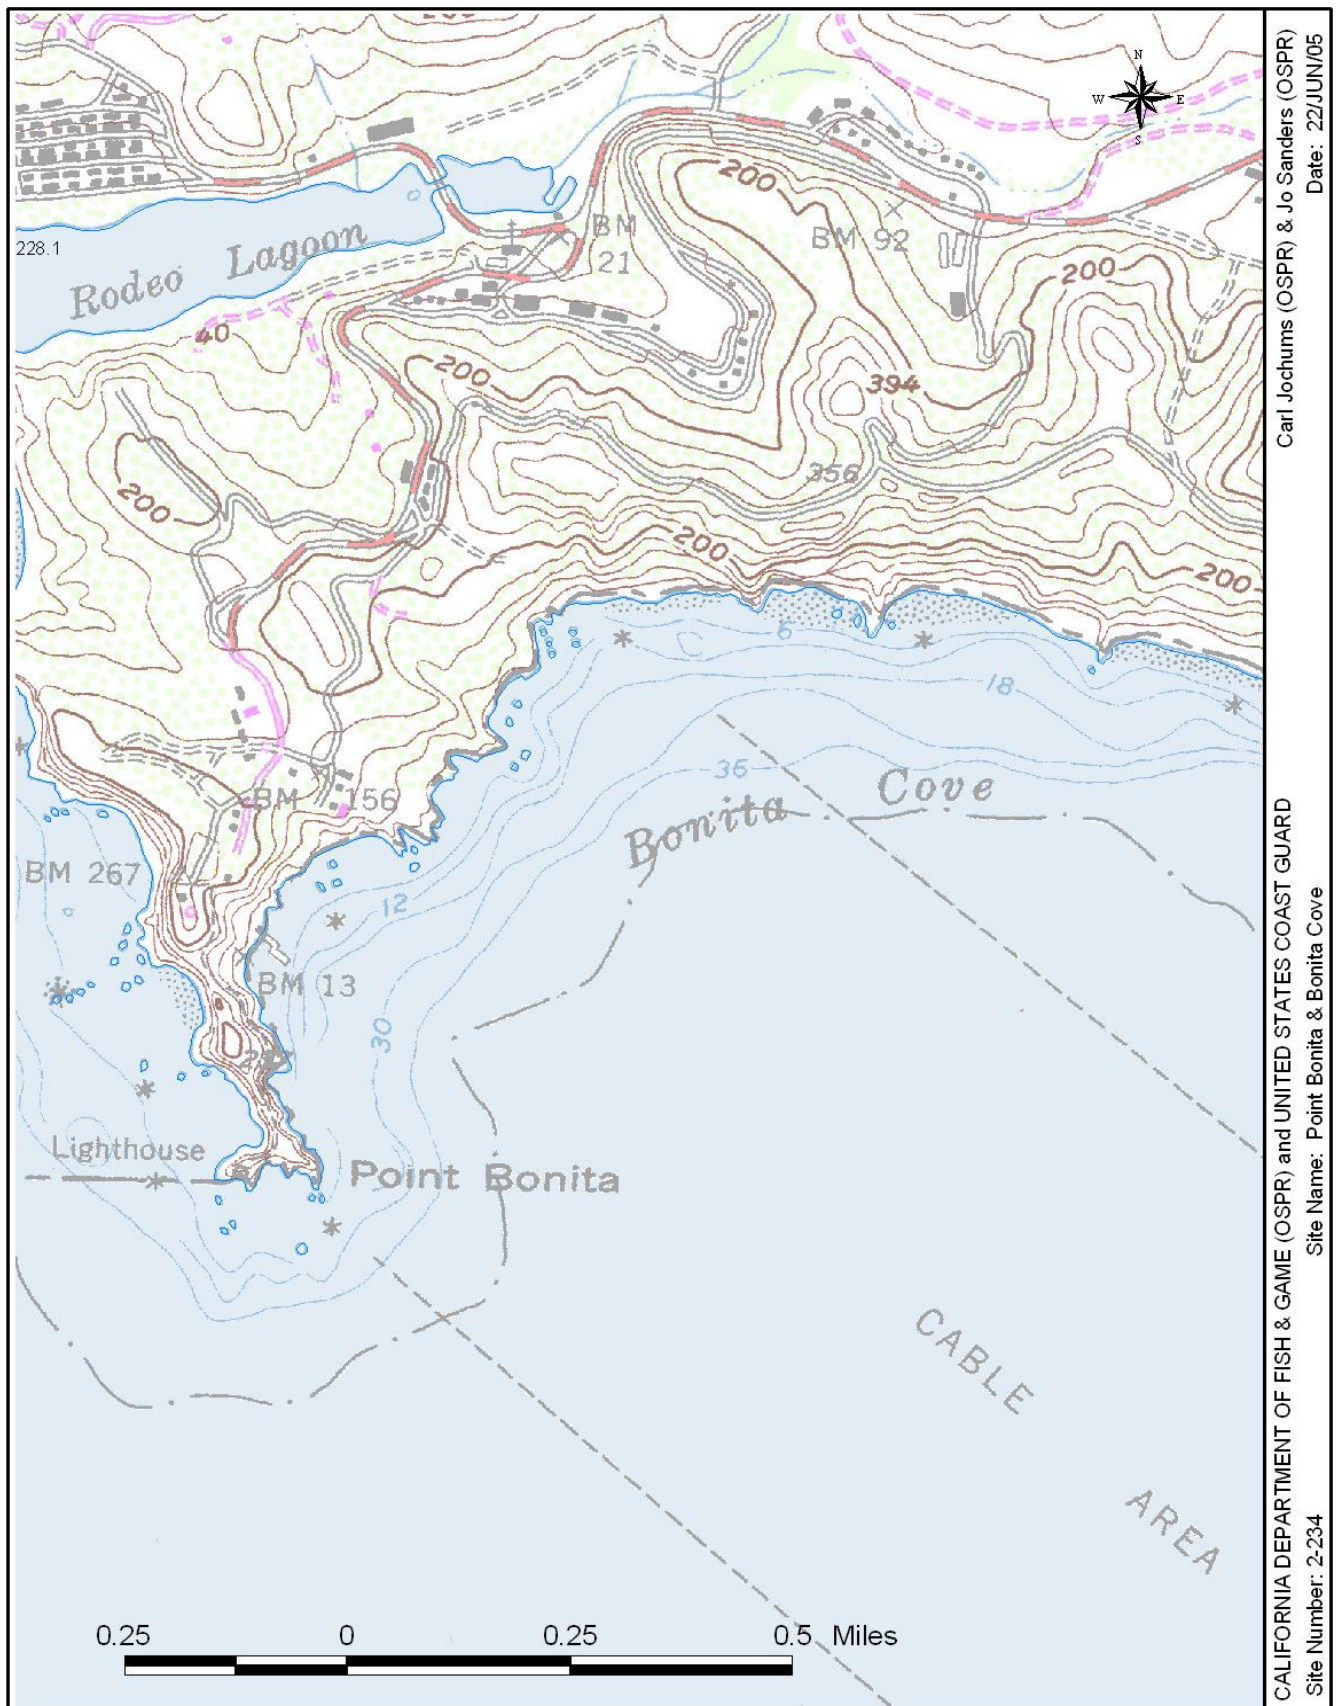 200
N
W E
S
200
BM
21
BM 92
228.1
Rodeo Lagoon
200
40
200
394
356
200
200
200
6
18
36
Bonita Cove
BM 156
BM 267
12
BM 13
30
Lighthouse
Point Bonita
CABLE
AREA
0.25 0 0.25 0.5 Miles
CALIFORNIA DEPARTMENT OF FISH & GAME (OSPR) and UNITED STATES COAST GUARD Carl Jochums (OSPR) & Jo Sanders (OSPR)
Site Number: 2-234 Site Name: Point Bonita & Bonita Cove Date: 22/JUN/05